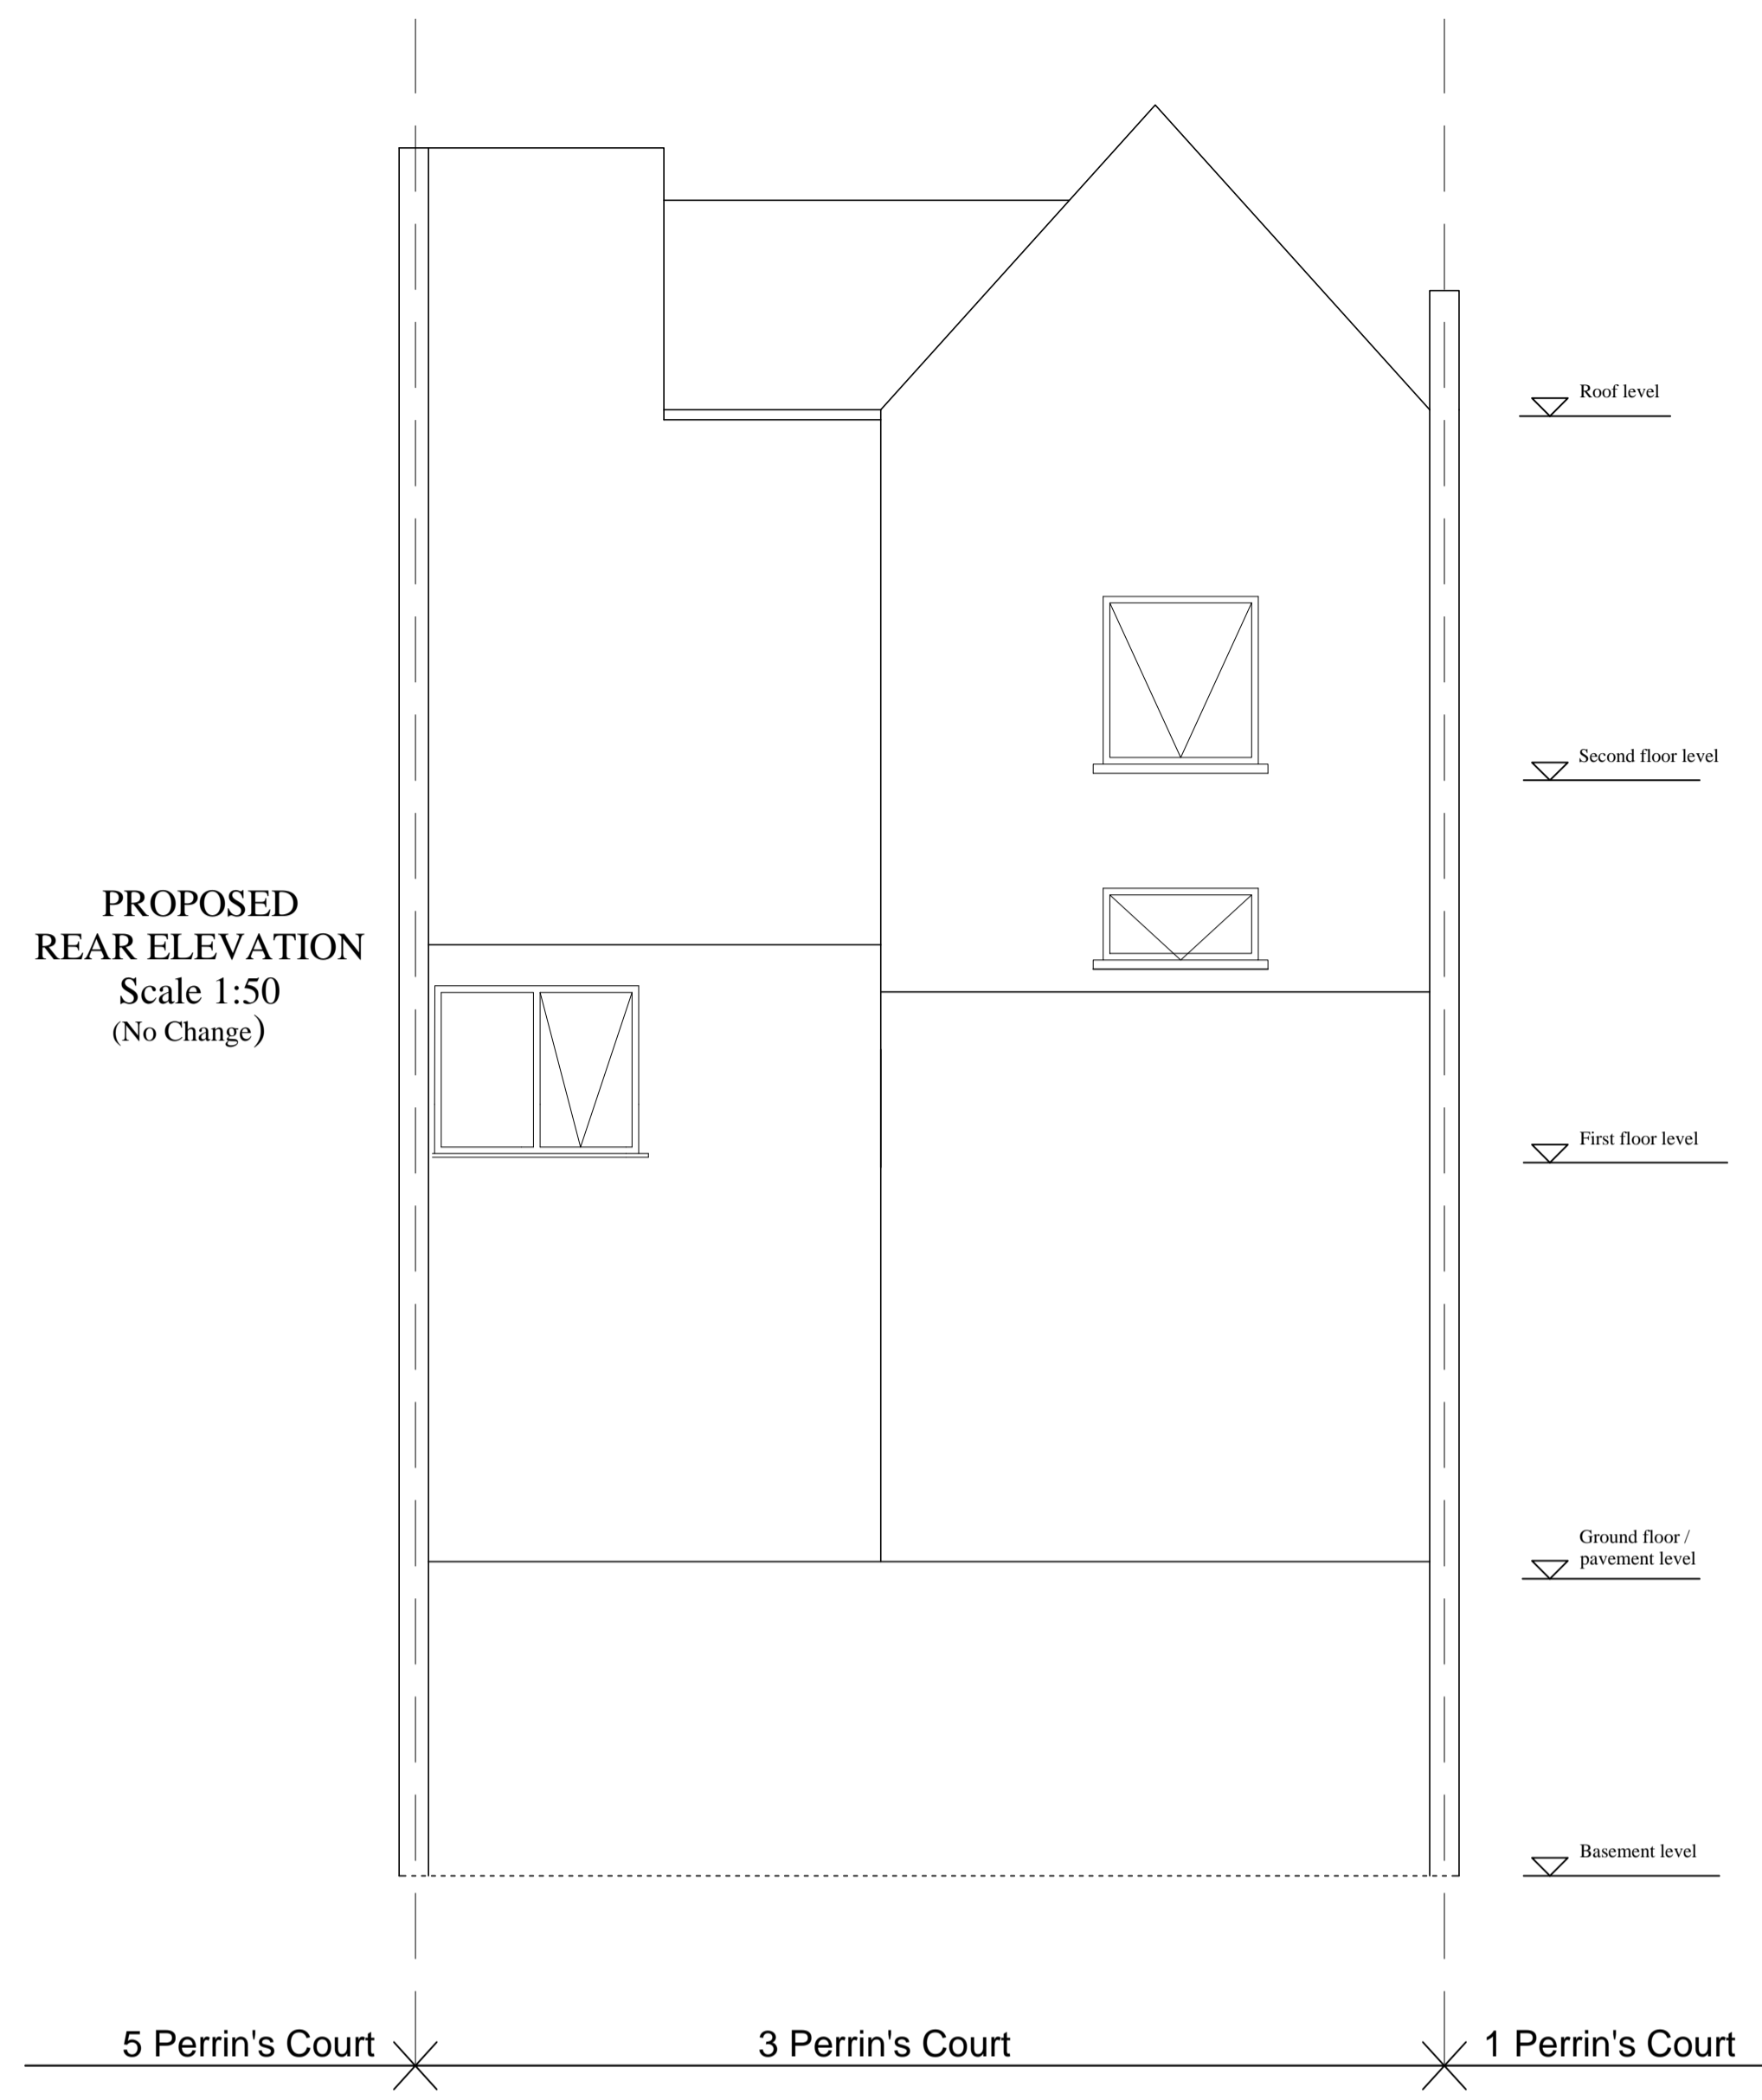 Roof level
Second floor level
PROPOSED
REAR ELEVATION
Scale 1:50
(No Change)
First floor level
Ground floor /
pavement level
Basement level
5 Perrin's Court
3 Perrin's Court
1 Perrin's Court